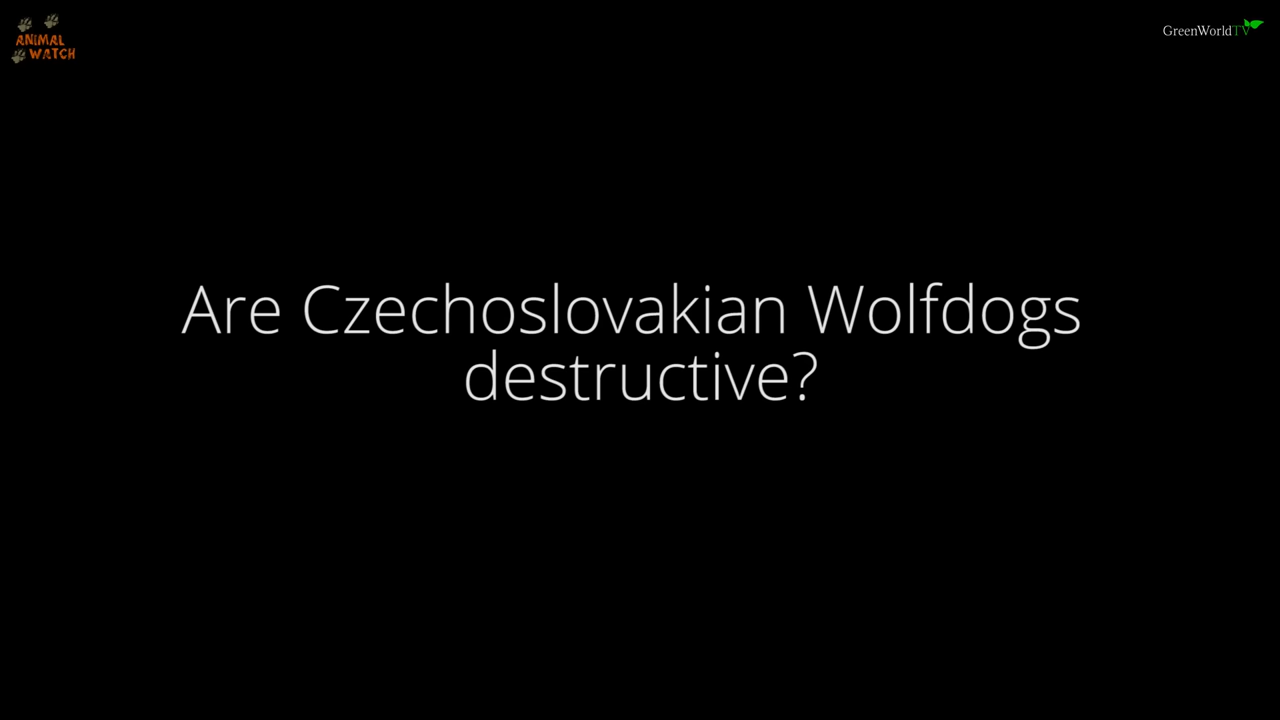 ANIMAL
WATCH
GreenWorldTV
Are Czechoslovakian Wolfdogs
destructive?